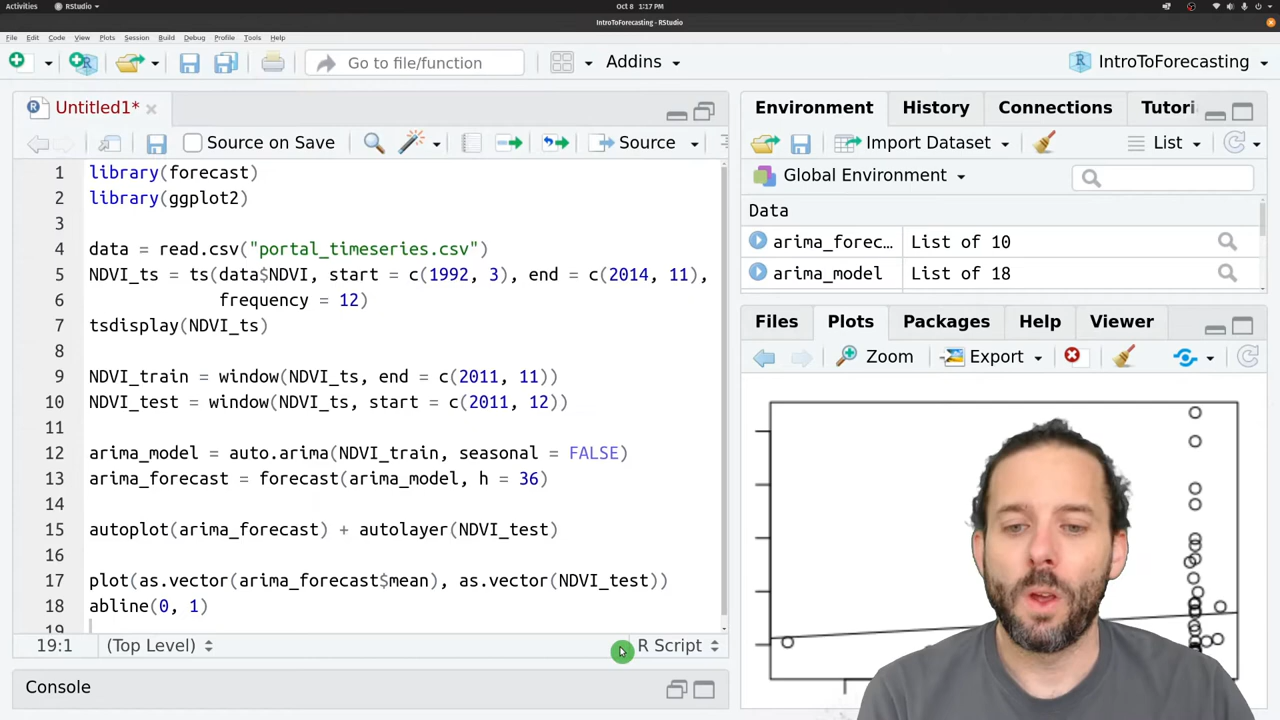 Activities RStudio Oct 8 1:17 PM
IntroToForecasting - RStudio
File Edit Code View Plots Session Build Debug Profile Tools Help
Go to file/function Addins IntroToForecasting
Untitled1*
Source on Save Source
1 library(forecast)
2 library(ggplot2)
3
4 data = read.csv("portal_timeseries.csv")
5 NDVI_ts = ts(data$NDVI, start = c(1992, 3), end = c(2014, 11),
6 frequency = 12)
7 tsdisplay(NDVI_ts)
8
9 NDVI_train = window(NDVI_ts, end = c(2011, 11))
10 NDVI_test = window(NDVI_ts, start = c(2011, 12))
11
12 arima_model = auto.arima(NDVI_train, seasonal = FALSE)
13 arima_forecast = forecast(arima_model, h = 36)
14
15 autoplot(arima_forecast) + autolayer(NDVI_test)
16
17 plot(as.vector(arima_forecast$mean), as.vector(NDVI_test))
18 abline(0, 1)
19
19:1 (Top Level) R Script
Console
Environment History Connections Tutori
Import Dataset List
Global Environment
Data
arima_forec… List of 10
arima_model List of 18
Files Plots Packages Help Viewer
Zoom Export